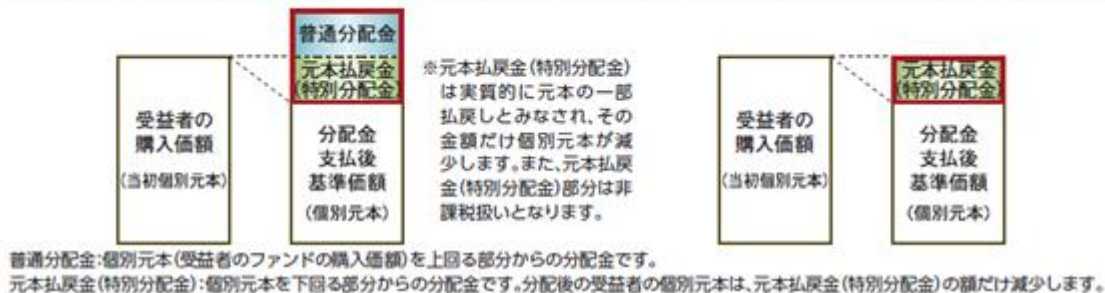 普通分配金
元本払戻金
(特別分配金)
受益者の
購入価額
(当初個別元本)
分配金
支払後
基準価額
(個別元本)
※元本払戻金(特別分配金)
は実質的に元本の一部
払戻しとみなされ、その
金額だけ個別元本が減
少します。また、元本払戻
金(特別分配金)部分は非
課税扱いとなります。
受益者の
購入価額
(当初個別元本)
元本払戻金
(特別分配金)
分配金
支払後
基準価額
(個別元本)
普通分配金:個別元本(受益者のファンドの購入価額)を上回る部分からの分配金です。
元本払戻金(特別分配金):個別元本を下回る部分からの分配金です。分配後の受益者の個別元本は、元本払戻金(特別分配金)の額だけ減少します。